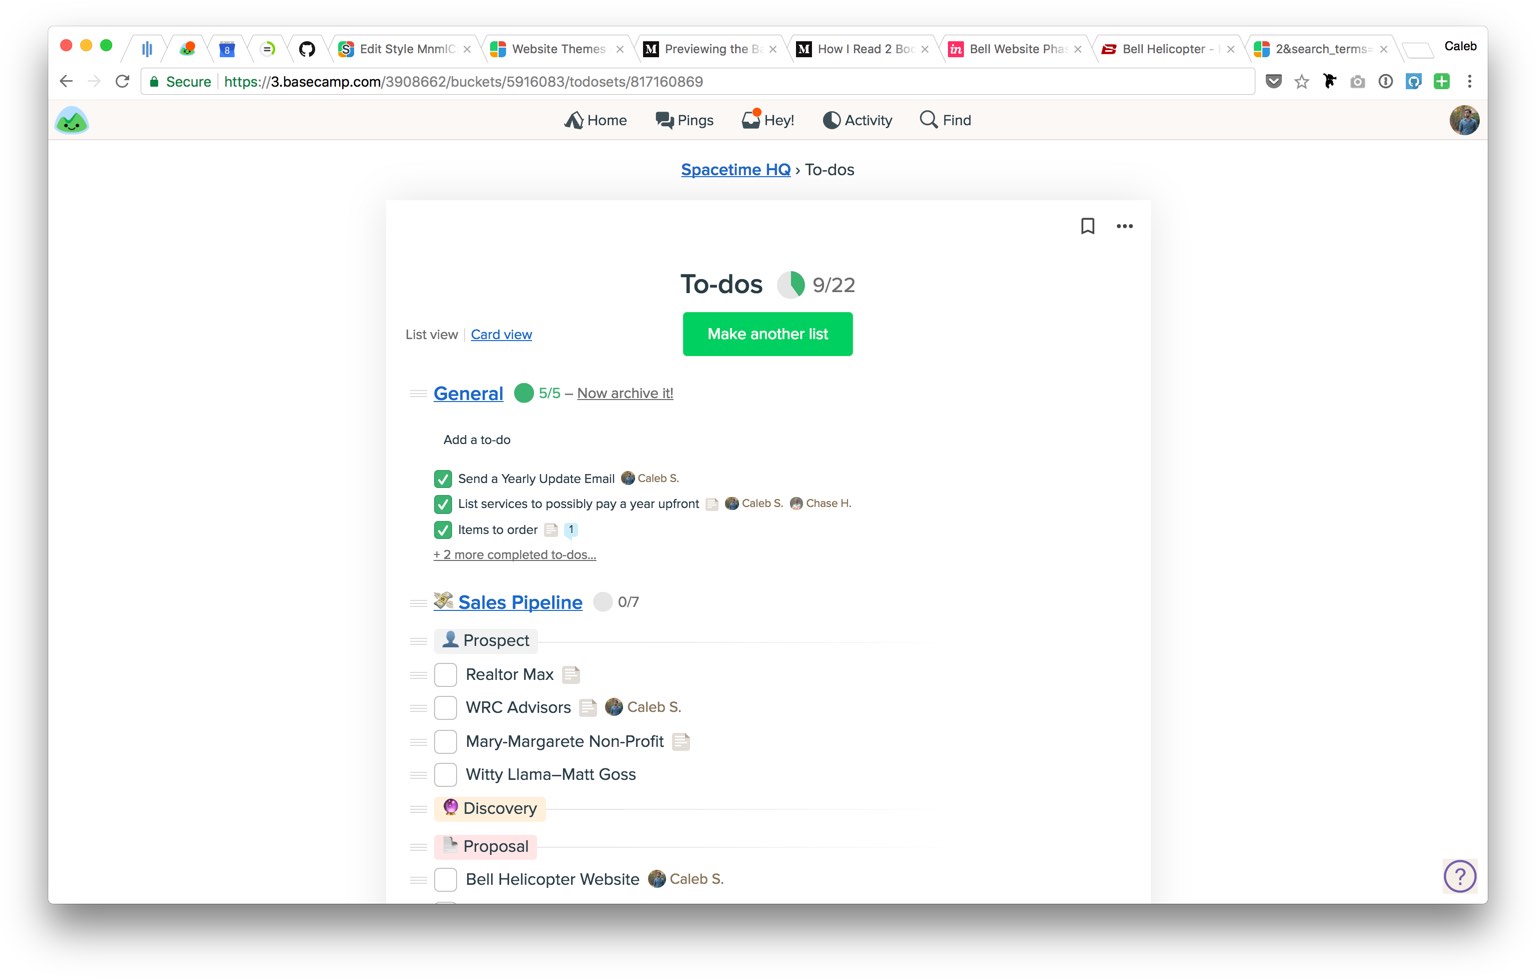 Edit Style MnmlC
Website Themes
Previewing the B
How I Read 2 Boo
Bell Website Pha
Bell Helicopter -
2&search_terms=
Caleb
8
Secure https://3.basecamp.com/3908662/buckets/5916083/todosets/817160869
Home Pings Hey! Activity Find
Spacetime HQ › To-dos
To-dos 9/22
List view Card view
Make another list
General 5/5 – Now archive it!
Add a to-do
Send a Yearly Update Email Caleb S.
List services to possibly pay a year upfront Caleb S. Chase H.
Items to order 1
+ 2 more completed to-dos...
Sales Pipeline 0/7
Prospect
Realtor Max
WRC Advisors Caleb S.
Mary-Margarete Non-Profit
Witty Llama–Matt Goss
Discovery
Proposal
Bell Helicopter Website Caleb S.
?